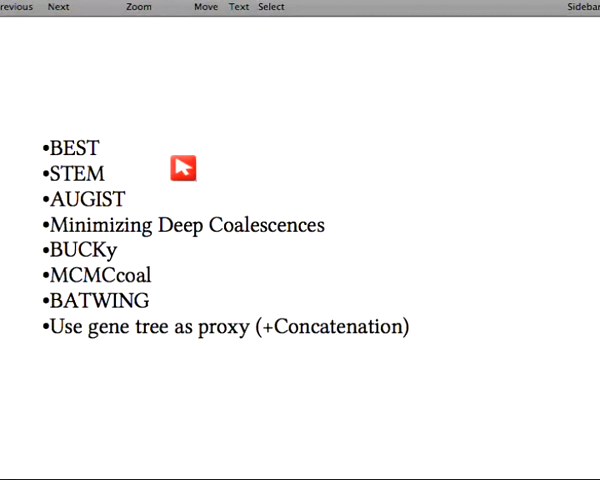 Previous Next Zoom Move Text Select Sidebar
•BEST
•STEM
•AUGIST
•Minimizing Deep Coalescences
•BUCKy
•MCMCcoal
•BATWING
•Use gene tree as proxy (+Concatenation)